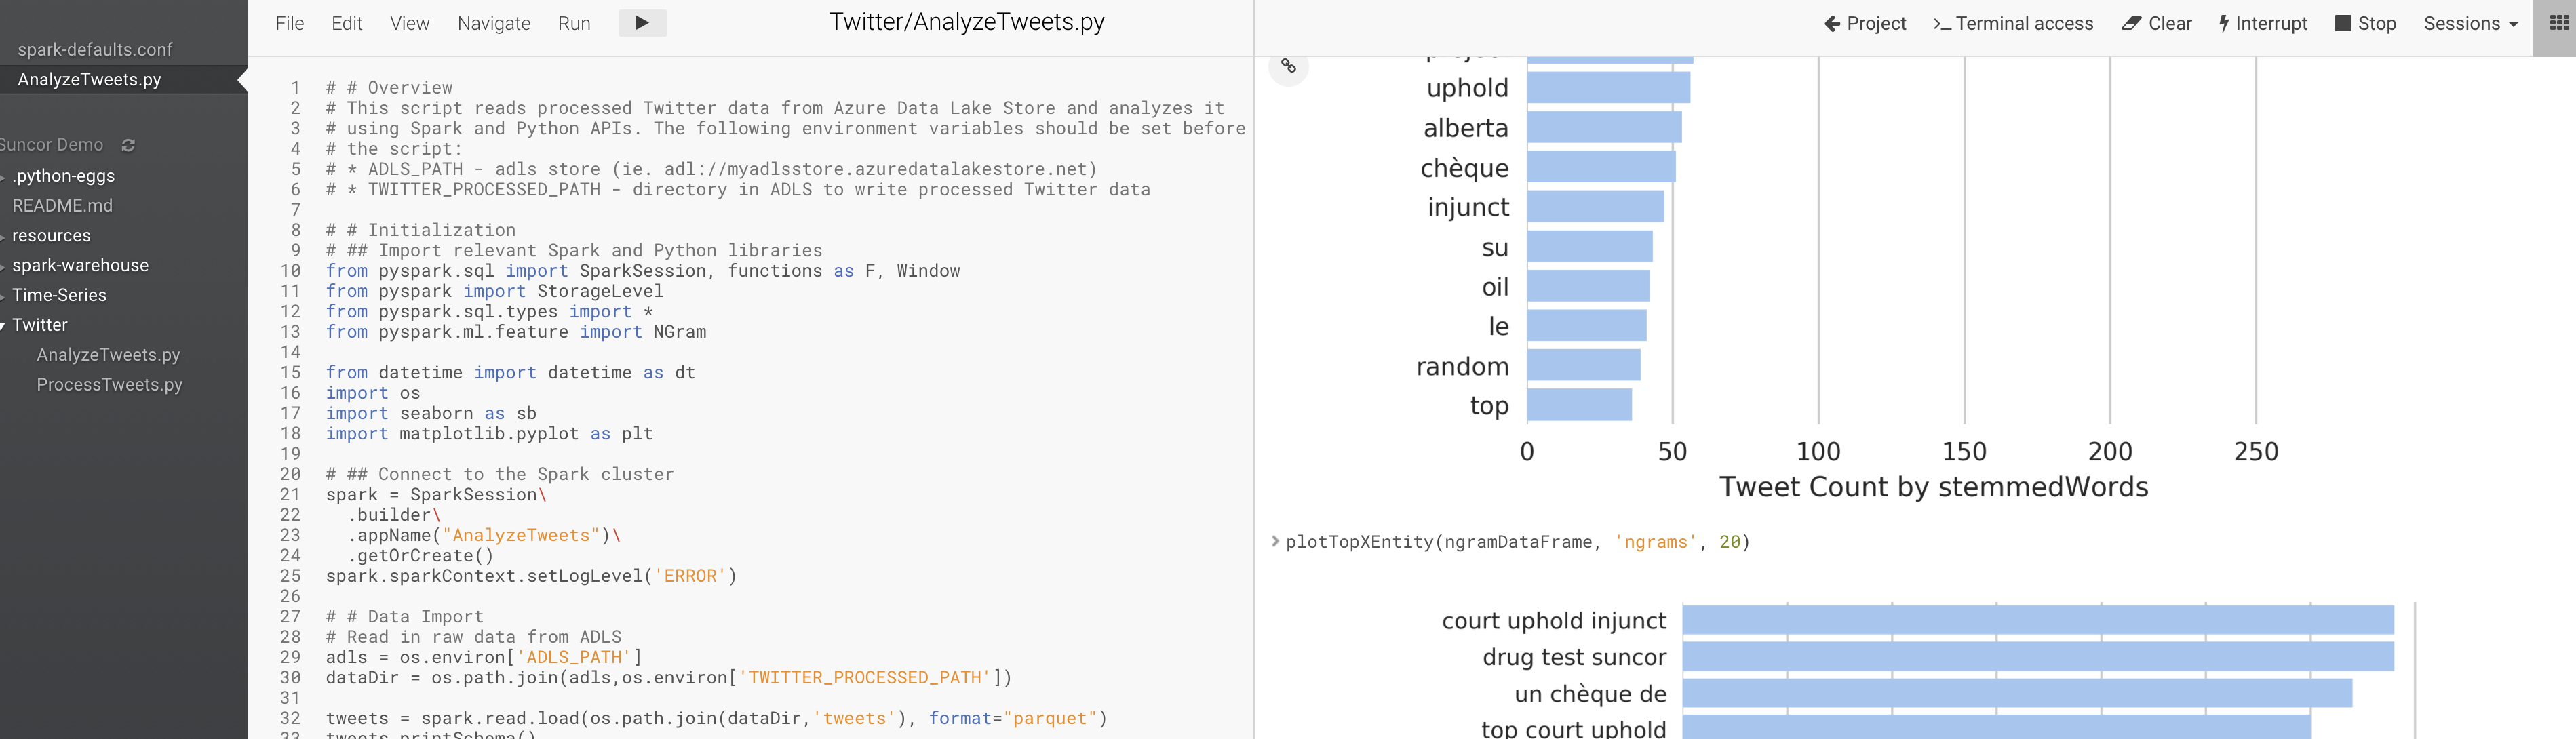 spark-defaults.conf
AnalyzeTweets.py
Suncor Demo
.python-eggs
README.md
resources
spark-warehouse
Time-Series
Twitter
AnalyzeTweets.py
ProcessTweets.py
File Edit View Navigate Run
Twitter/AnalyzeTweets.py
1 # # Overview
2 # This script reads processed Twitter data from Azure Data Lake Store and analyzes it
3 # using Spark and Python APIs. The following environment variables should be set before
4 # the script:
5 # * ADLS_PATH - adls store (ie. adl://myadlsstore.azuredatalakestore.net)
6 # * TWITTER_PROCESSED_PATH - directory in ADLS to write processed Twitter data
7
8 # # Initialization
9 # ## Import relevant Spark and Python libraries
10 from pyspark.sql import SparkSession, functions as F, Window
11 from pyspark import StorageLevel
12 from pyspark.sql.types import *
13 from pyspark.ml.feature import NGram
14
15 from datetime import datetime as dt
16 import os
17 import seaborn as sb
18 import matplotlib.pyplot as plt
19
20 # ## Connect to the Spark cluster
21 spark = SparkSession\
22 .builder\
23 .appName("AnalyzeTweets")\
24 .getOrCreate()
25 spark.sparkContext.setLogLevel('ERROR')
26
27 # # Data Import
28 # Read in raw data from ADLS
29 adls = os.environ['ADLS_PATH']
30 dataDir = os.path.join(adls,os.environ['TWITTER_PROCESSED_PATH'])
31
32 tweets = spark.read.load(os.path.join(dataDir,'tweets'), format="parquet")
33 tweets.printSchema()
Project >_ Terminal access Clear Interrupt Stop Sessions
uphold
alberta
chèque
injunct
su
oil
le
random
top
0 50 100 150 200 250
Tweet Count by stemmedWords
> plotTopXEntity(ngramDataFrame, 'ngrams', 20)
court uphold injunct
drug test suncor
un chèque de
top court uphold